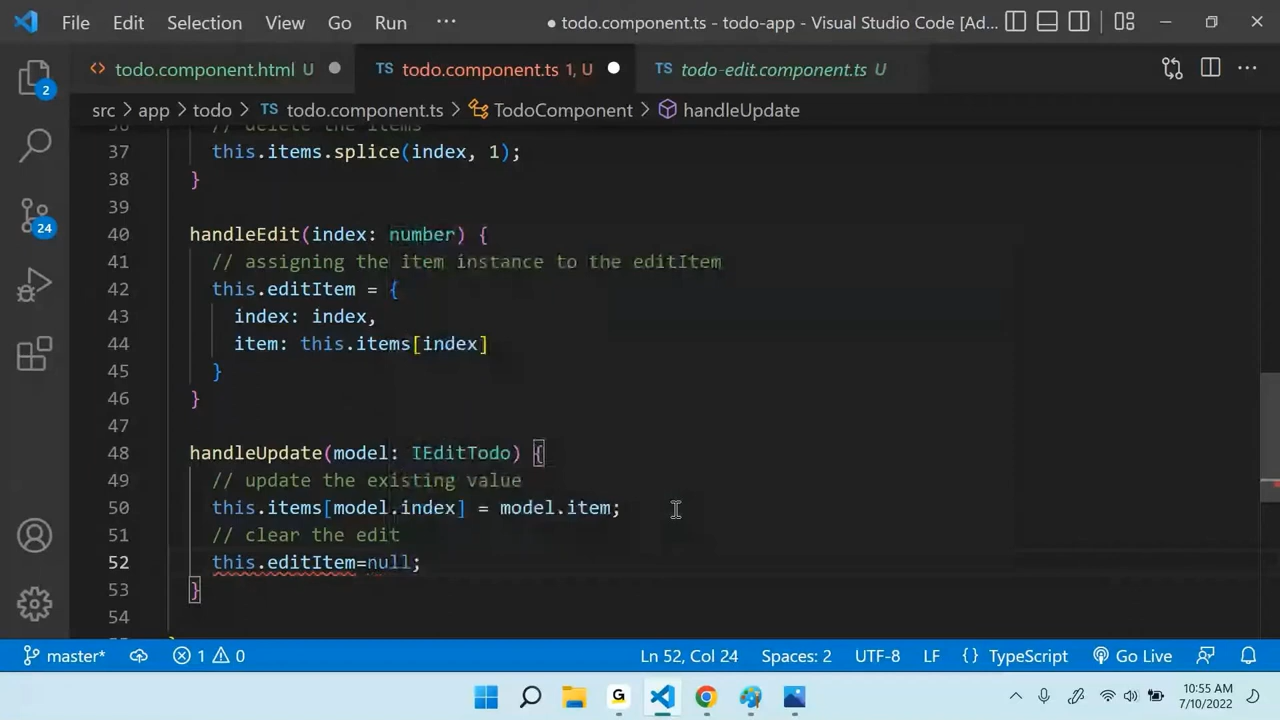 File Edit Selection View Go Run ··· ● todo.component.ts - todo-app - Visual Studio Code [Ad...
<> todo.component.html U ● TS todo.component.ts 1, U ● TS todo-edit.component.ts U
src > app > todo > TS todo.component.ts > TodoComponent > handleUpdate
2
24
36 // delete the items
37 this.items.splice(index, 1);
38 }
39
40 handleEdit(index: number) {
41 // assigning the item instance to the editItem
42 this.editItem = {
43 index: index,
44 item: this.items[index]
45 }
46 }
47
48 handleUpdate(model: IEditTodo) {
49 // update the existing value
50 this.items[model.index] = model.item;
51 // clear the edit
52 this.editItem=null;
53 }
54
master* 1 0 Ln 52, Col 24 Spaces: 2 UTF-8 LF {} TypeScript Go Live
G 10:55 AM
7/10/2022